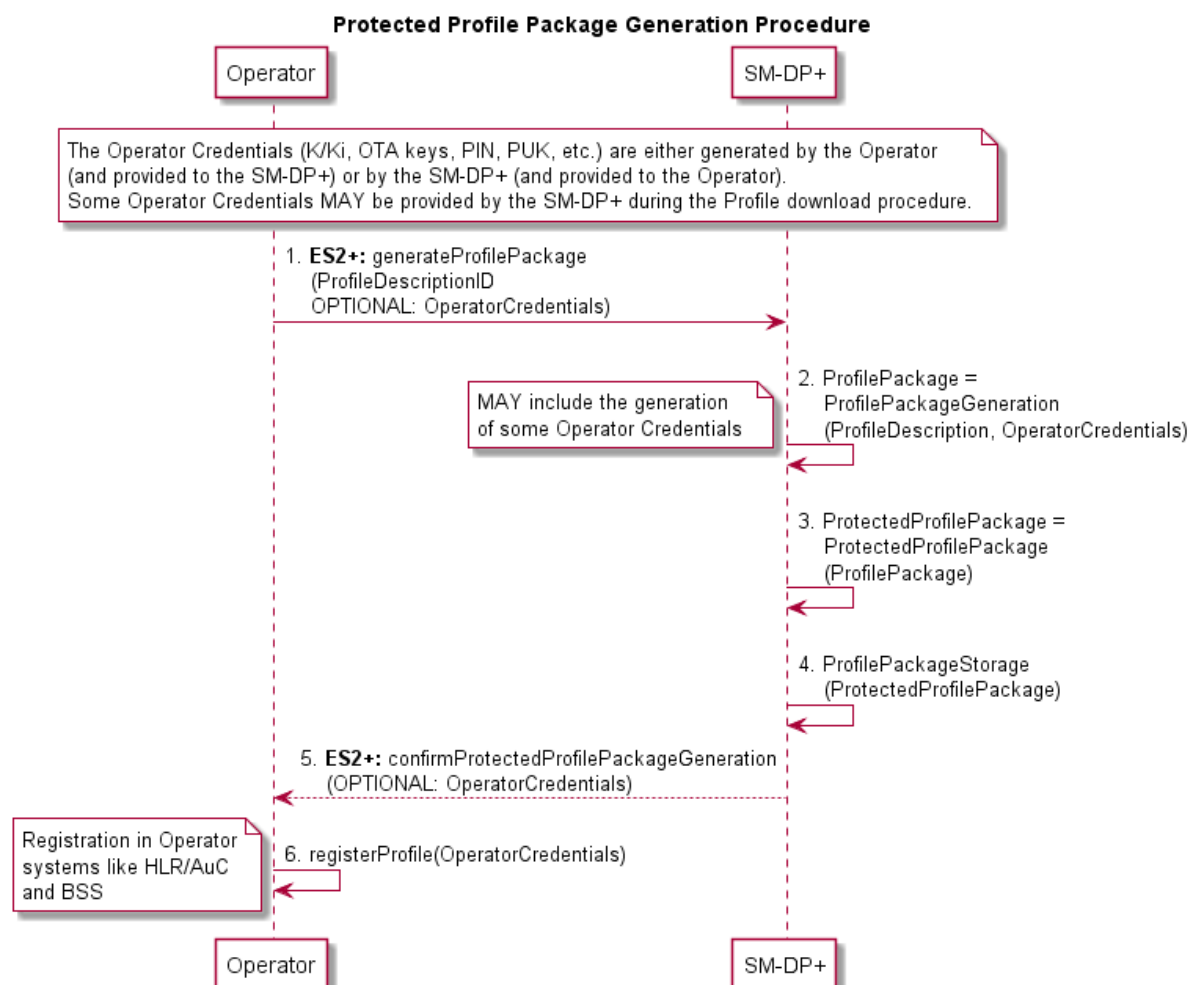 Protected Profile Package Generation Procedure
Operator
SM-DP+
The Operator Credentials (K/Ki, OTA keys, PIN, PUK, etc.) are either generated by the Operator
(and provided to the SM-DP+) or by the SM-DP+ (and provided to the Operator).
Some Operator Credentials MAY be provided by the SM-DP+ during the Profile download procedure.
1. ES2+: generateProfilePackage
(ProfileDescriptionID
OPTIONAL: OperatorCredentials)
MAY include the generation
of some Operator Credentials
2. ProfilePackage =
ProfilePackageGeneration
(ProfileDescription, OperatorCredentials)
3. ProtectedProfilePackage =
ProtectedProfilePackage
(ProfilePackage)
4. ProfilePackageStorage
(ProtectedProfilePackage)
5. ES2+: confirmProtectedProfilePackageGeneration
(OPTIONAL: OperatorCredentials)
Registration in Operator
systems like HLR/AuC
and BSS
6. registerProfile(OperatorCredentials)
Operator
SM-DP+